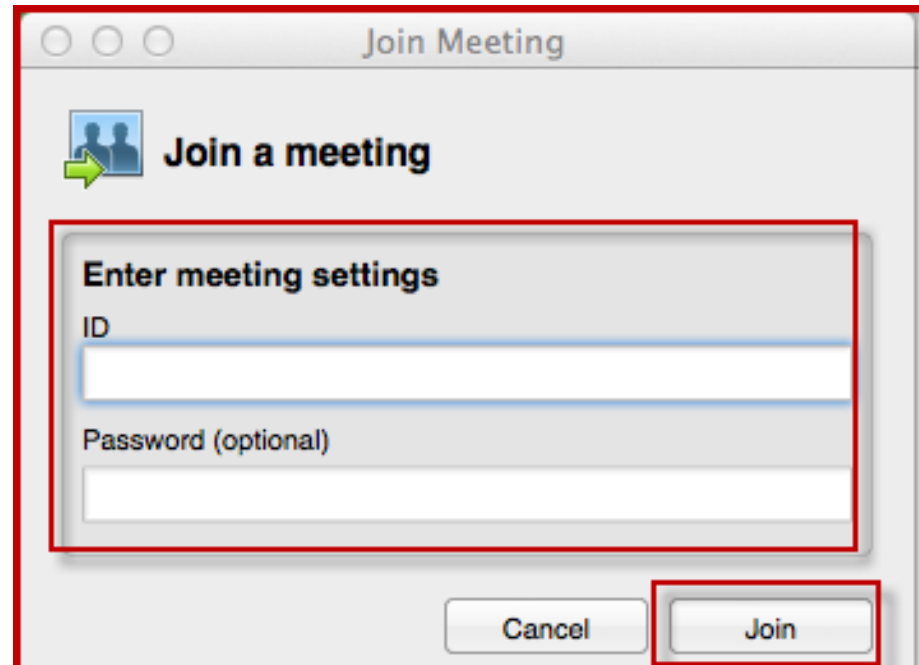 Join Meeting
Join a meeting
Enter meeting settings
ID
Password (optional)
Cancel Join